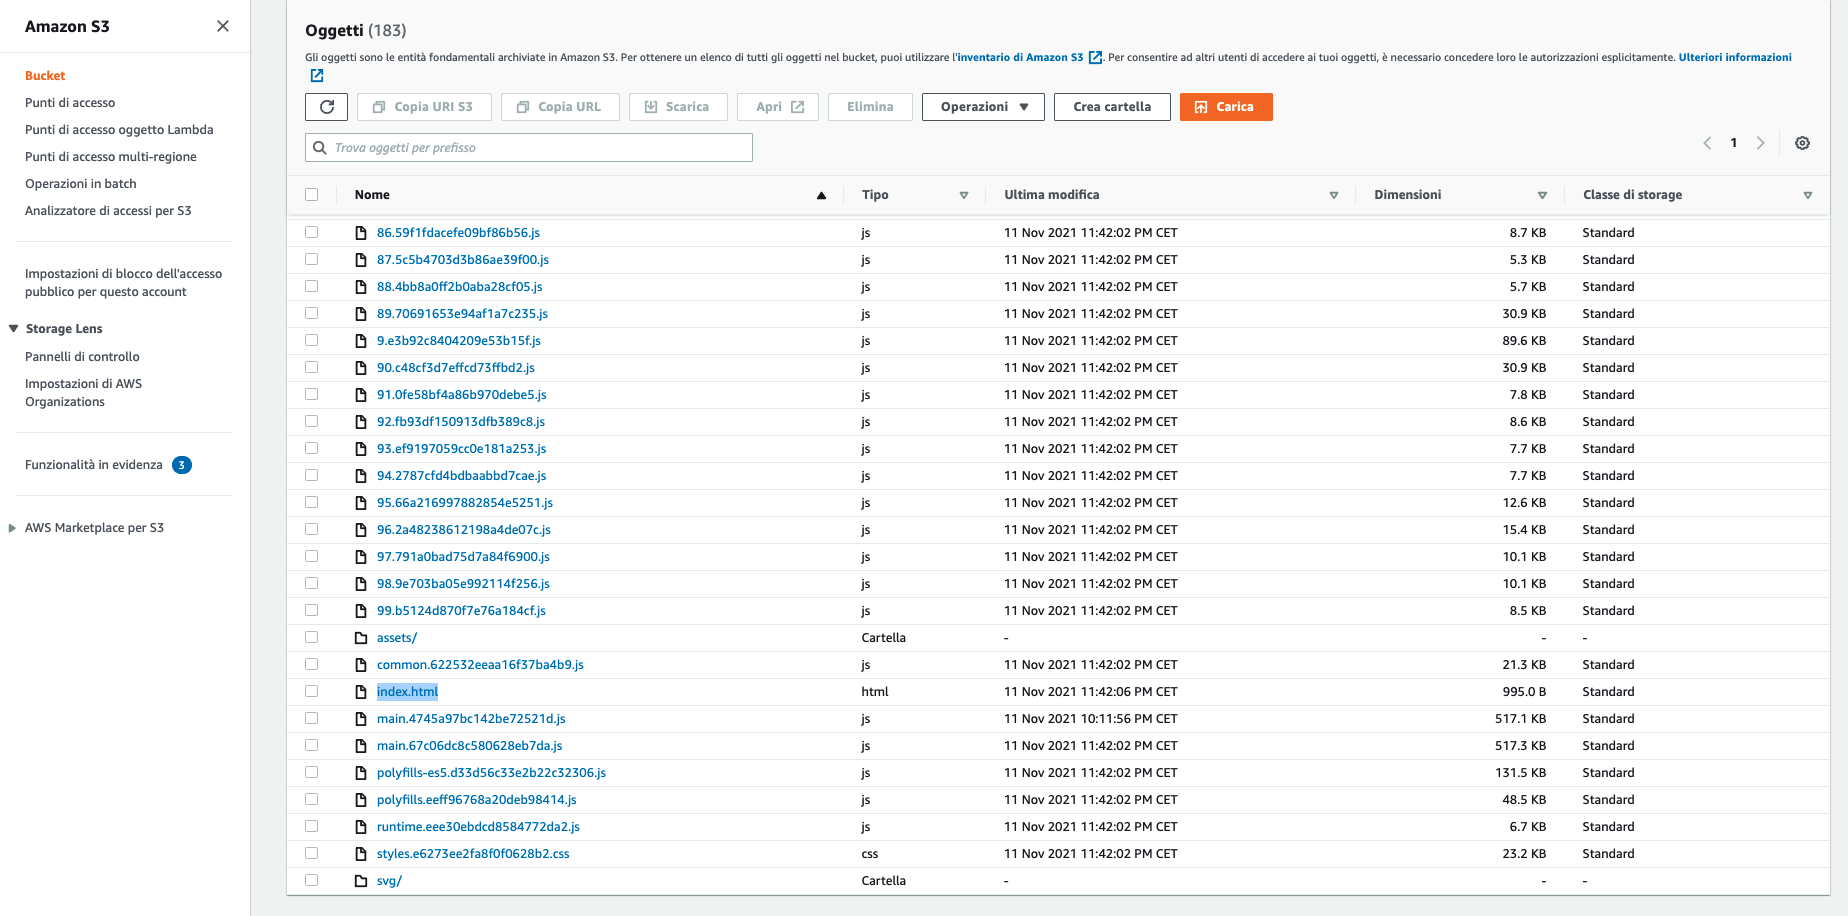 Amazon S3
Bucket
Punti di accesso
Punti di accesso oggetto Lambda
Punti di accesso multi-regione
Operazioni in batch
Analizzatore di accessi per S3
Impostazioni di blocco dell'accesso
pubblico per questo account
Storage Lens
Pannelli di controllo
Impostazioni di AWS
Organizations
Funzionalità in evidenza 3
AWS Marketplace per S3
Oggetti (183)
Gli oggetti sono le entità fondamentali archiviate in Amazon S3. Per ottenere un elenco di tutti gli oggetti nel bucket, puoi utilizzare l'inventario di Amazon S3. Per consentire ad altri utenti di accedere ai tuoi oggetti, è necessario concedere loro le autorizzazioni esplicitamente. Ulteriori informazioni
Copia URI S3 Copia URL Scarica Apri Elimina Operazioni Crea cartella Carica
Trova oggetti per prefisso
1
Nome Tipo Ultima modifica Dimensioni Classe di storage
86.59f1fdacefe09bf86b56.js js 11 Nov 2021 11:42:02 PM CET 8.7 KB Standard
87.5c5b4703d3b86ae39f00.js js 11 Nov 2021 11:42:02 PM CET 5.3 KB Standard
88.4bb8a0ff2b0aba28cf05.js js 11 Nov 2021 11:42:02 PM CET 5.7 KB Standard
89.70691653e94af1a7c235.js js 11 Nov 2021 11:42:02 PM CET 30.9 KB Standard
9.e3b92c8404209e53b15f.js js 11 Nov 2021 11:42:02 PM CET 89.6 KB Standard
90.c48cf3d7effcd73ffbd2.js js 11 Nov 2021 11:42:02 PM CET 30.9 KB Standard
91.0fe58bf4a86b970debe5.js js 11 Nov 2021 11:42:02 PM CET 7.8 KB Standard
92.fb93df150913dfb389c8.js js 11 Nov 2021 11:42:02 PM CET 8.6 KB Standard
93.ef9197059cc0e181a253.js js 11 Nov 2021 11:42:02 PM CET 7.7 KB Standard
94.2787cfd4bdbaabbd7cae.js js 11 Nov 2021 11:42:02 PM CET 7.7 KB Standard
95.66a216997882854e5251.js js 11 Nov 2021 11:42:02 PM CET 12.6 KB Standard
96.2a48238612198a4de07c.js js 11 Nov 2021 11:42:02 PM CET 15.4 KB Standard
97.791a0bad75d7a84f6900.js js 11 Nov 2021 11:42:02 PM CET 10.1 KB Standard
98.9e703ba05e992114f256.js js 11 Nov 2021 11:42:02 PM CET 10.1 KB Standard
99.b5124d870f7e76a184cf.js js 11 Nov 2021 11:42:02 PM CET 8.5 KB Standard
assets/ Cartella - - -
common.622532eeaa16f37ba4b9.js js 11 Nov 2021 11:42:02 PM CET 21.3 KB Standard
index.html html 11 Nov 2021 11:42:06 PM CET 995.0 B Standard
main.4745a97bc142be72521d.js js 11 Nov 2021 10:11:56 PM CET 517.1 KB Standard
main.67c06dc8c580628eb7da.js js 11 Nov 2021 11:42:02 PM CET 517.3 KB Standard
polyfills-es5.d33d56c33e2b22c32306.js js 11 Nov 2021 11:42:02 PM CET 131.5 KB Standard
polyfills.eeff96768a20deb98414.js js 11 Nov 2021 11:42:02 PM CET 48.5 KB Standard
runtime.eee30ebdcd8584772da2.js js 11 Nov 2021 11:42:02 PM CET 6.7 KB Standard
styles.e6273ee2fa8f0f0628b2.css css 11 Nov 2021 11:42:02 PM CET 23.2 KB Standard
svg/ Cartella - - -